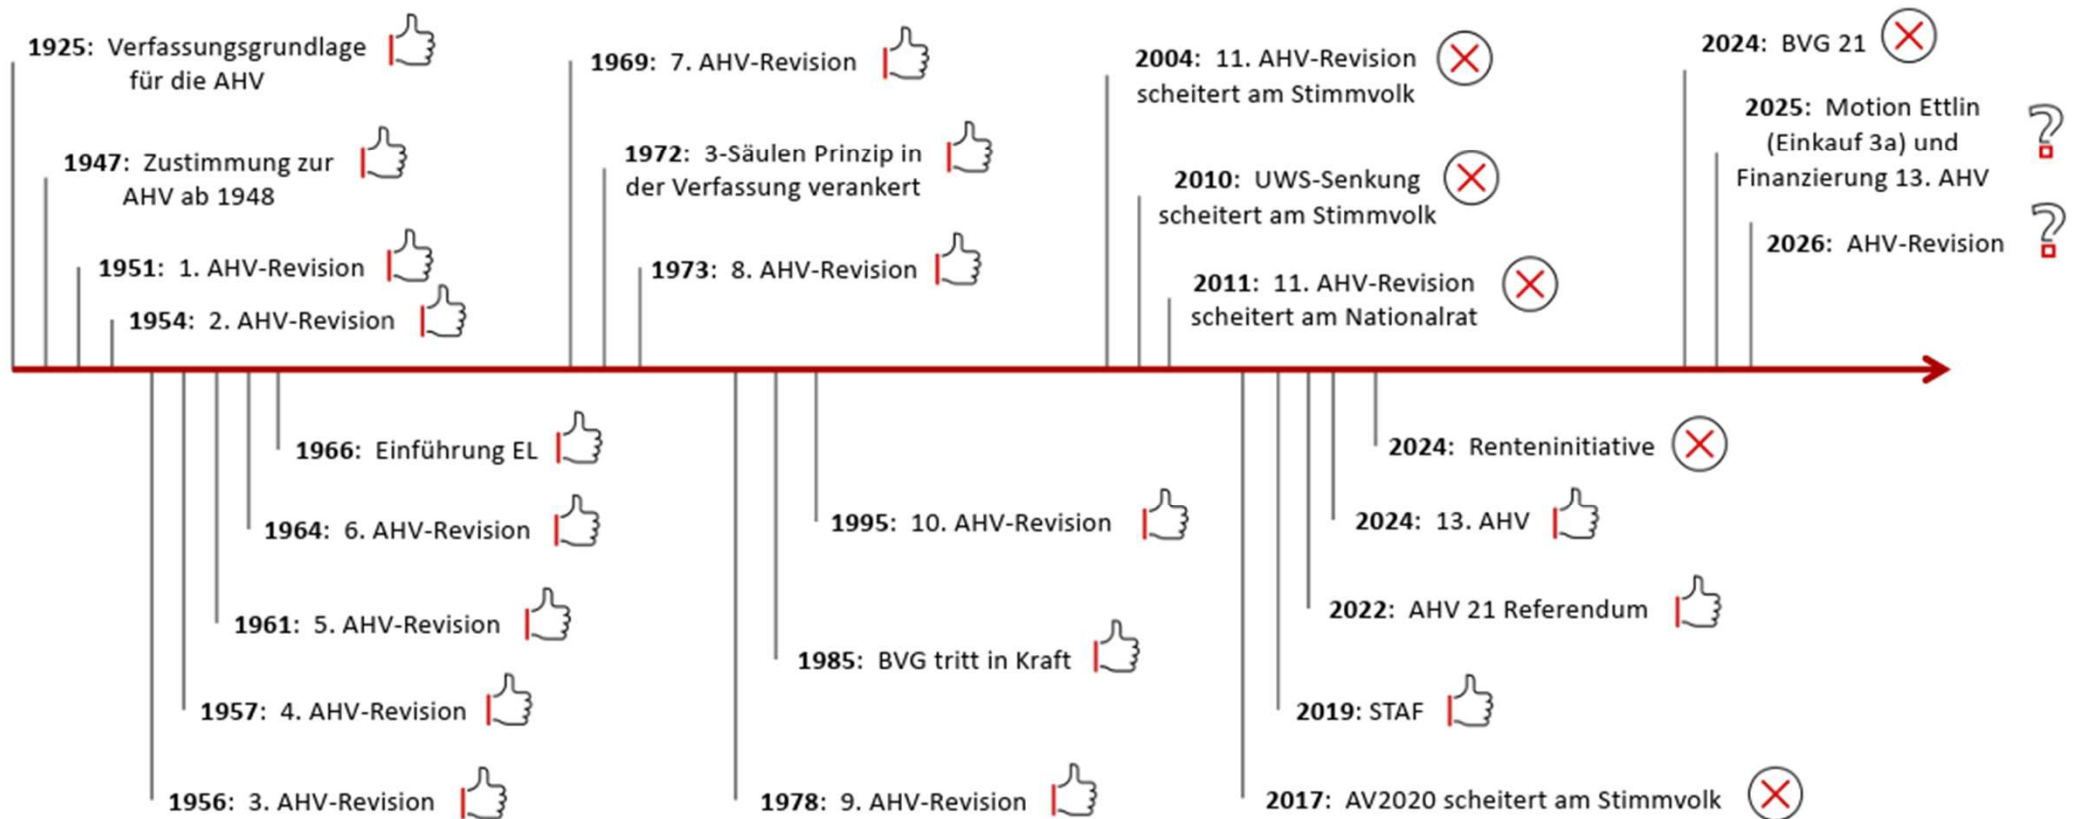 1925: Verfassungsgrundlage
für die AHV
1947: Zustimmung zur
AHV ab 1948
1951: 1. AHV-Revision
1954: 2. AHV-Revision
1956: 3. AHV-Revision
1957: 4. AHV-Revision
1961: 5. AHV-Revision
1964: 6. AHV-Revision
1966: Einführung EL
1969: 7. AHV-Revision
1972: 3-Säulen Prinzip in
der Verfassung verankert
1973: 8. AHV-Revision
1978: 9. AHV-Revision
1985: BVG tritt in Kraft
1995: 10. AHV-Revision
2004: 11. AHV-Revision
scheitert am Stimmvolk
2010: UWS-Senkung
scheitert am Stimmvolk
2011: 11. AHV-Revision
scheitert am Nationalrat
2017: AV2020 scheitert am Stimmvolk
2019: STAF
2022: AHV 21 Referendum
2024: 13. AHV
2024: Renteninitiative
2024: BVG 21
2025: Motion Ettlin
(Einkauf 3a) und
Finanzierung 13. AHV
?
2026: AHV-Revision
?